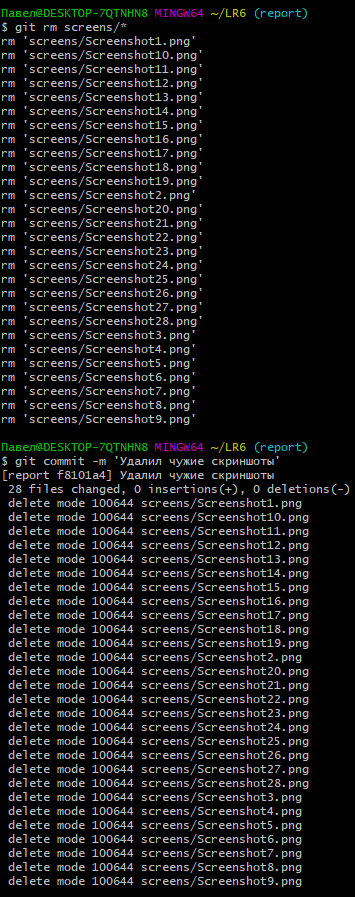 Павел@DESKTOP-7QTNHN8 MINGW64 ~/LR6 (report)
$ git rm screens/*
rm 'screens/Screenshot1.png'
rm 'screens/Screenshot10.png'
rm 'screens/Screenshot11.png'
rm 'screens/Screenshot12.png'
rm 'screens/Screenshot13.png'
rm 'screens/Screenshot14.png'
rm 'screens/Screenshot15.png'
rm 'screens/Screenshot16.png'
rm 'screens/Screenshot17.png'
rm 'screens/Screenshot18.png'
rm 'screens/Screenshot19.png'
rm 'screens/Screenshot2.png'
rm 'screens/Screenshot20.png'
rm 'screens/Screenshot21.png'
rm 'screens/Screenshot22.png'
rm 'screens/Screenshot23.png'
rm 'screens/Screenshot24.png'
rm 'screens/Screenshot25.png'
rm 'screens/Screenshot26.png'
rm 'screens/Screenshot27.png'
rm 'screens/Screenshot28.png'
rm 'screens/Screenshot3.png'
rm 'screens/Screenshot4.png'
rm 'screens/Screenshot5.png'
rm 'screens/Screenshot6.png'
rm 'screens/Screenshot7.png'
rm 'screens/Screenshot8.png'
rm 'screens/Screenshot9.png'
Павел@DESKTOP-7QTNHN8 MINGW64 ~/LR6 (report)
$ git commit -m 'Удалил чужие скриншоты'
[report f8101a4] Удалил чужие скриншоты
28 files changed, 0 insertions(+), 0 deletions(-)
delete mode 100644 screens/Screenshot1.png
delete mode 100644 screens/Screenshot10.png
delete mode 100644 screens/Screenshot11.png
delete mode 100644 screens/Screenshot12.png
delete mode 100644 screens/Screenshot13.png
delete mode 100644 screens/Screenshot14.png
delete mode 100644 screens/Screenshot15.png
delete mode 100644 screens/Screenshot16.png
delete mode 100644 screens/Screenshot17.png
delete mode 100644 screens/Screenshot18.png
delete mode 100644 screens/Screenshot19.png
delete mode 100644 screens/Screenshot2.png
delete mode 100644 screens/Screenshot20.png
delete mode 100644 screens/Screenshot21.png
delete mode 100644 screens/Screenshot22.png
delete mode 100644 screens/Screenshot23.png
delete mode 100644 screens/Screenshot24.png
delete mode 100644 screens/Screenshot25.png
delete mode 100644 screens/Screenshot26.png
delete mode 100644 screens/Screenshot27.png
delete mode 100644 screens/Screenshot28.png
delete mode 100644 screens/Screenshot3.png
delete mode 100644 screens/Screenshot4.png
delete mode 100644 screens/Screenshot5.png
delete mode 100644 screens/Screenshot6.png
delete mode 100644 screens/Screenshot7.png
delete mode 100644 screens/Screenshot8.png
delete mode 100644 screens/Screenshot9.png